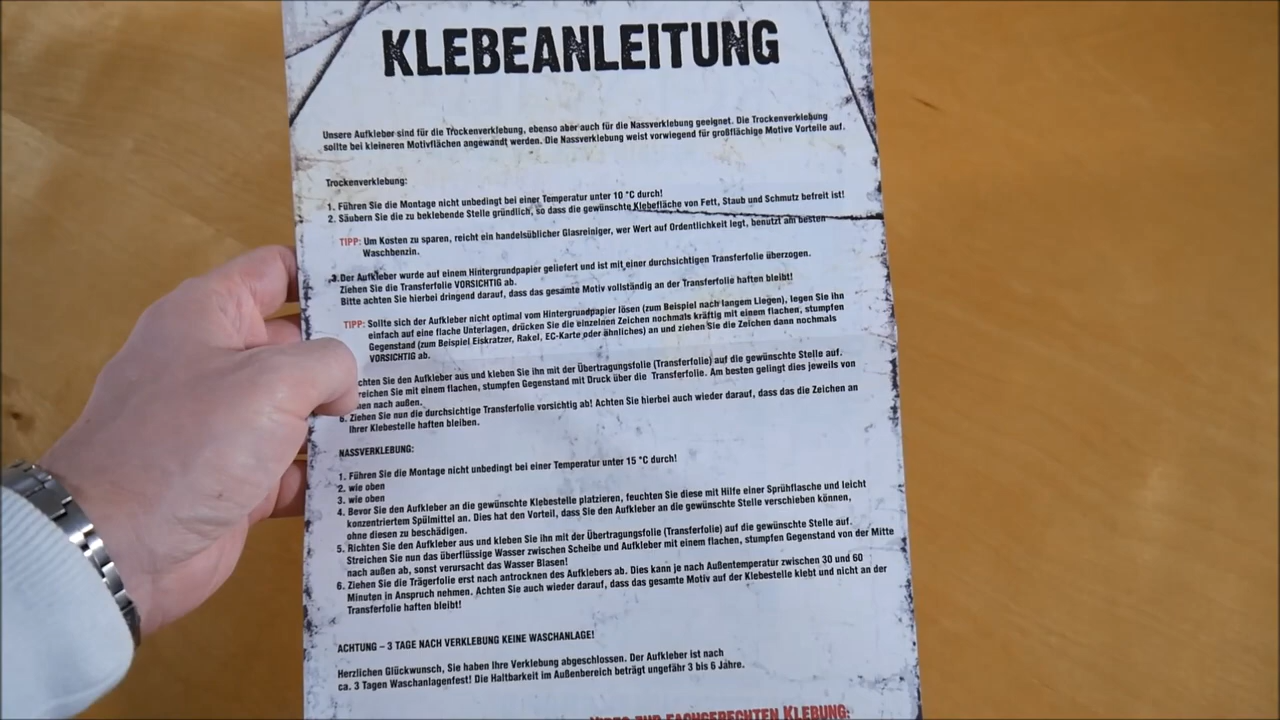 KLEBEANLEITUNG
Unsere Aufkleber sind für die Trockenverklebung, ebenso aber auch für die Nassverklebung geeignet. Die Trockenverklebung
sollte bei kleineren Motivflächen angewandt werden. Die Nassverklebung weist vorwiegend für großflächige Motive Vorteile auf.
Trockenverklebung:
1. Führen Sie die Montage nicht unbedingt bei einer Temperatur unter 10 °C durch!
2. Säubern Sie die zu beklebende Stelle gründlich, so dass die gewünschte Klebefläche von Fett, Staub und Schmutz befreit ist!
TIPP: Um Kosten zu sparen, reicht ein handelsüblicher Glasreiniger, wer Wert auf Ordentlichkeit legt, benutzt am besten
Waschbenzin.
3. Der Aufkleber wurde auf einem Hintergrundpapier geliefert und ist mit einer durchsichtigen Transferfolie überzogen.
Ziehen Sie die Transferfolie VORSICHTIG ab.
Bitte achten Sie hierbei dringend darauf, dass das gesamte Motiv vollständig an der Transferfolie haften bleibt!
TIPP: Sollte sich der Aufkleber nicht optimal vom Hintergrundpapier lösen (zum Beispiel nach langem Liegen), legen Sie ihn
einfach auf eine flache Unterlagen, drücken Sie die einzelnen Zeichen nochmals kräftig mit einem flachen, stumpfen
Gegenstand (zum Beispiel Eiskratzer, Rakel, EC-Karte oder ähnliches) an und ziehen Sie die Zeichen dann nochmals
VORSICHTIG ab.
chten Sie den Aufkleber aus und kleben Sie ihn mit der Übertragungsfolie (Transferfolie) auf die gewünschte Stelle auf.
reichen Sie mit einem flachen, stumpfen Gegenstand mit Druck über die Transferfolie. Am besten gelingt dies jeweils von
nen nach außen.
6. Ziehen Sie nun die durchsichtige Transferfolie vorsichtig ab! Achten Sie hierbei auch wieder darauf, dass das die Zeichen an
Ihrer Klebestelle haften bleiben.
NASSVERKLEBUNG:
1. Führen Sie die Montage nicht unbedingt bei einer Temperatur unter 15 °C durch!
2. wie oben
3. wie oben
4. Bevor Sie den Aufkleber an die gewünschte Klebestelle platzieren, feuchten Sie diese mit Hilfe einer Sprühflasche und leicht
konzentriertem Spülmittel an. Dies hat den Vorteil, dass Sie den Aufkleber an die gewünschte Stelle verschieben können,
ohne diesen zu beschädigen.
5. Richten Sie den Aufkleber aus und kleben Sie ihn mit der Übertragungsfolie (Transferfolie) auf die gewünschte Stelle auf.
Streichen Sie nun das überflüssige Wasser zwischen Scheibe und Aufkleber mit einem flachen, stumpfen Gegenstand von der Mitte
nach außen ab, sonst verursacht das Wasser Blasen!
6. Ziehen Sie die Trägerfolie erst nach antrocknen des Aufklebers ab. Dies kann je nach Außentemperatur zwischen 30 und 60
Minuten in Anspruch nehmen. Achten Sie auch wieder darauf, dass das gesamte Motiv auf der Klebestelle klebt und nicht an der
Transferfolie haften bleibt!
ACHTUNG – 3 TAGE NACH VERKLEBUNG KEINE WASCHANLAGE!
Herzlichen Glückwunsch, Sie haben Ihre Verklebung abgeschlossen. Der Aufkleber ist nach
ca. 3 Tagen Waschanlagenfest! Die Haltbarkeit im Außenbereich beträgt ungefähr 3 bis 6 Jahre.
VIDEO ZUR FACHGERECHTEN KLEBUNG: